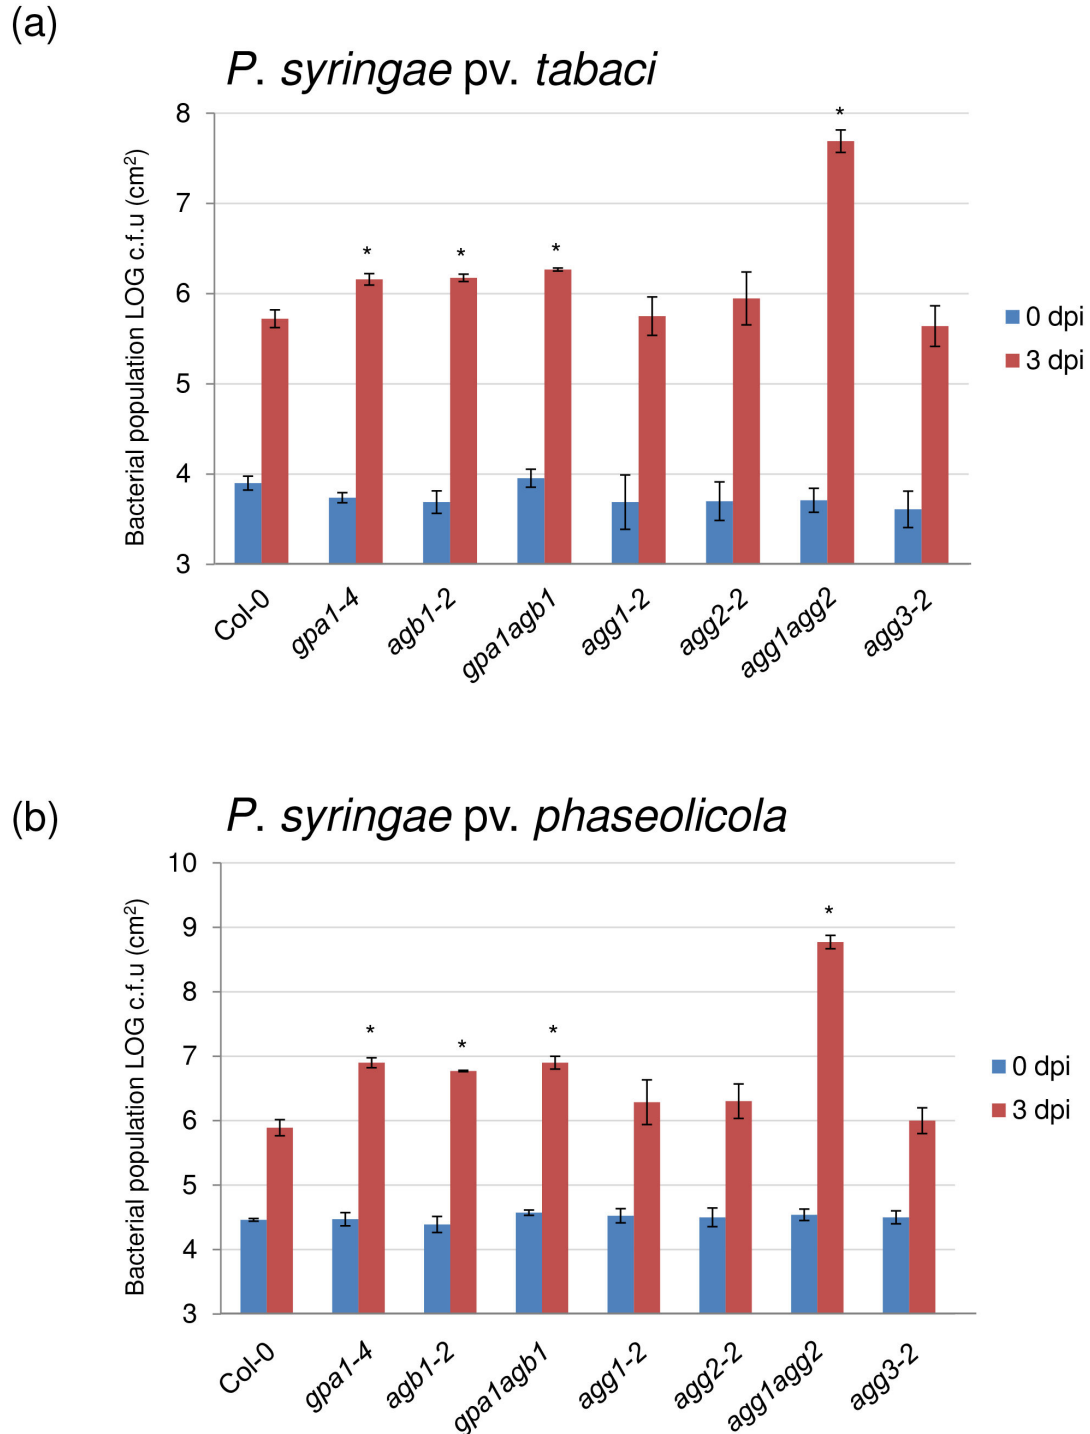 (a)
P. syringae pv. tabaci
Bacterial population LOG c.f.u (cm²)
8
7
6
5
4
3
*
*
*
*
0 dpi
3 dpi
Col-0
gpa1-4
agb1-2
gpa1agb1
agg1-2
agg2-2
agg1agg2
agg3-2
(b)
P. syringae pv. phaseolicola
Bacterial population LOG c.f.u (cm²)
10
9
8
7
6
5
4
3
*
*
*
*
0 dpi
3 dpi
Col-0
gpa1-4
agb1-2
gpa1agb1
agg1-2
agg2-2
agg1agg2
agg3-2